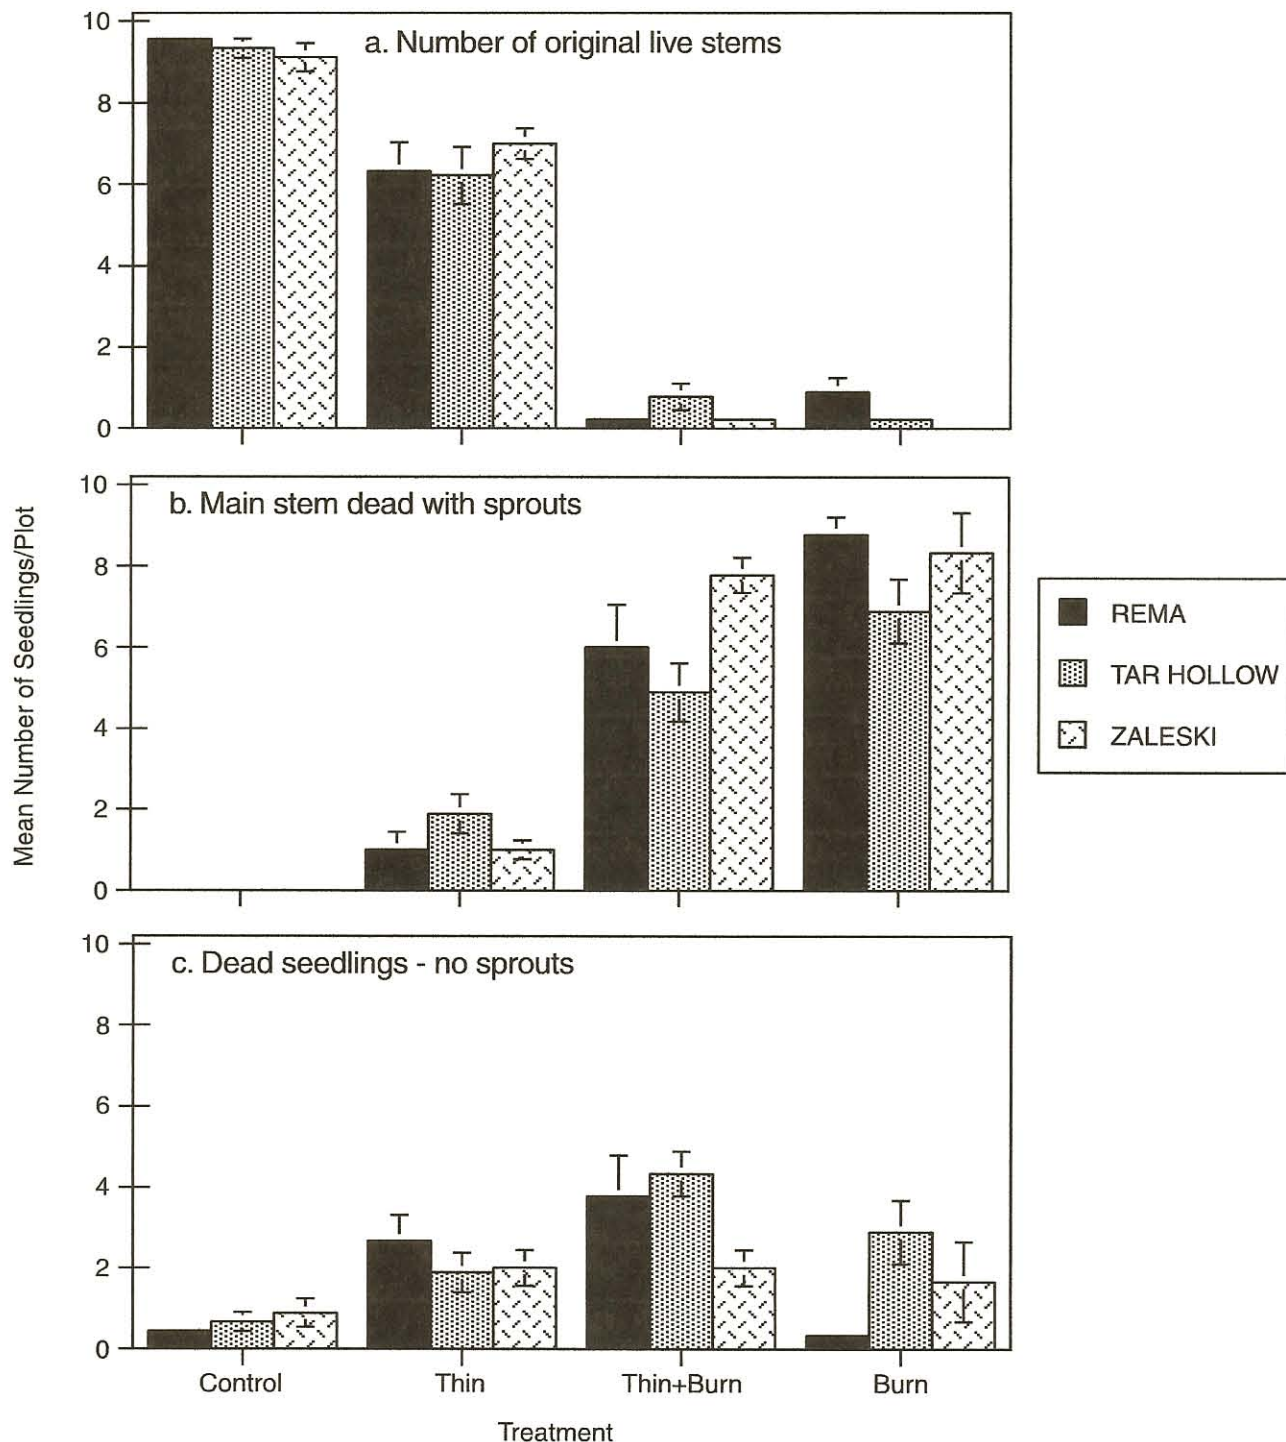 a. Number of original live stems
10
8
6
4
2
0
b. Main stem dead with sprouts
10
8
6
4
2
0
c. Dead seedlings - no sprouts
10
8
6
4
2
0
Mean Number of Seedlings/Plot
REMA
TAR HOLLOW
ZALESKI
Control Thin Thin+Burn Burn
Treatment